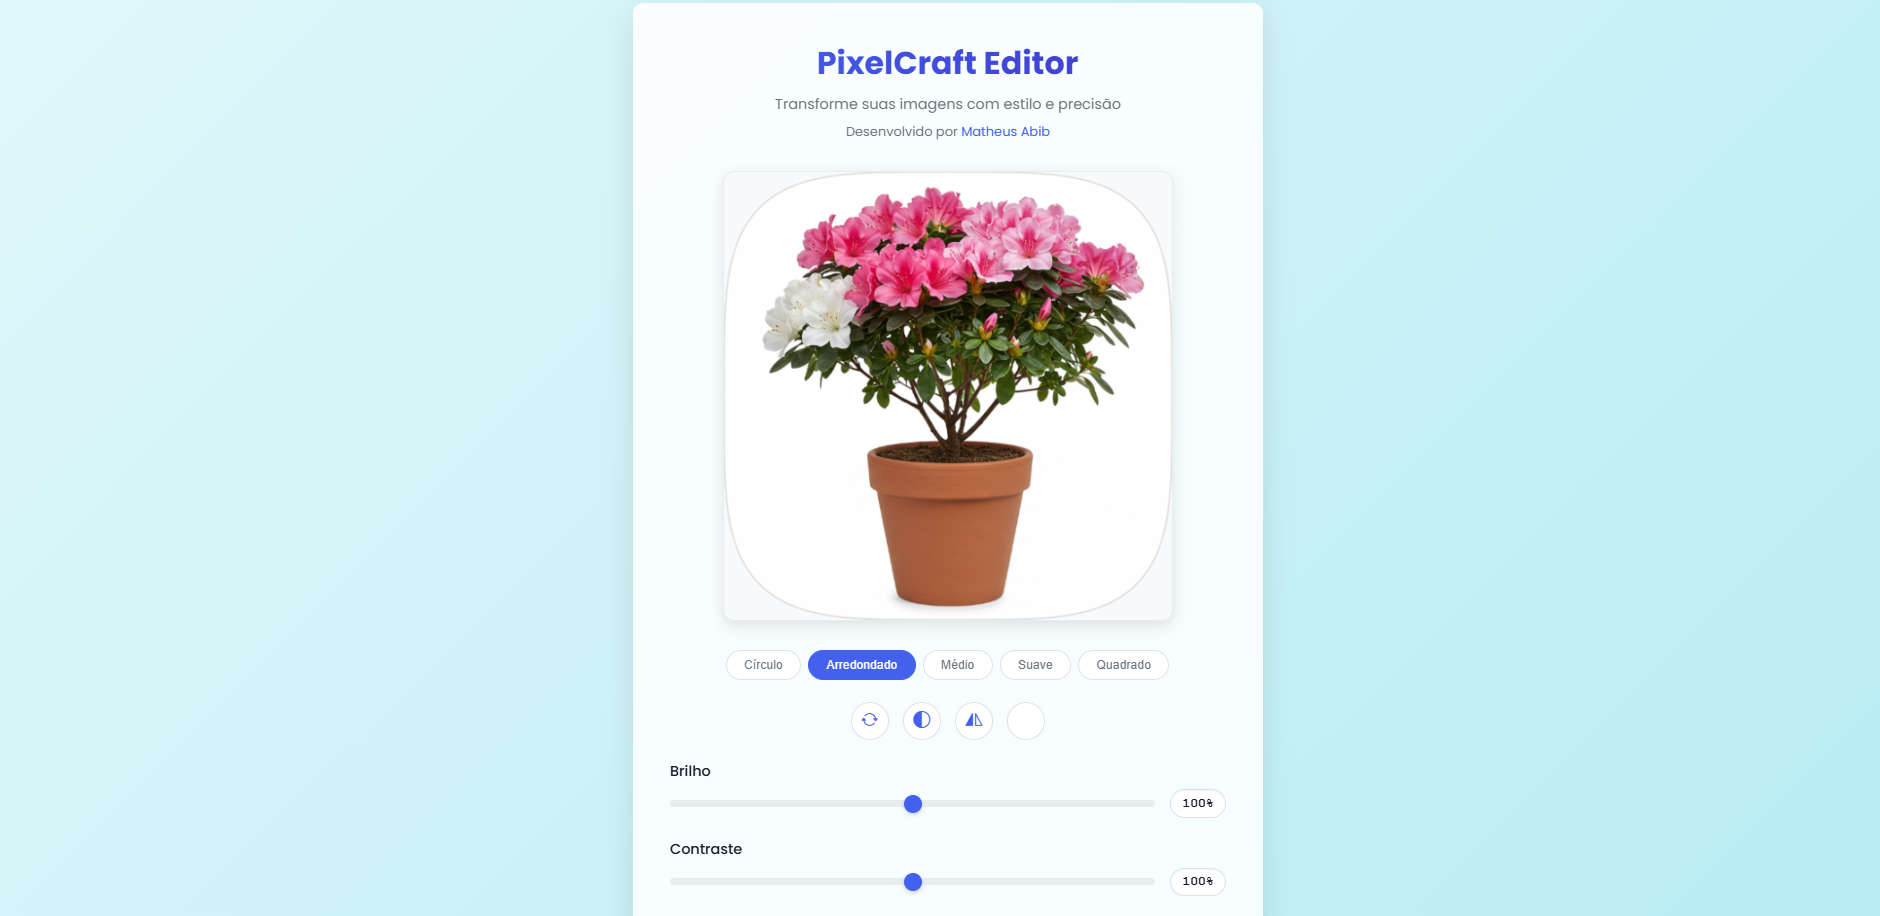 PixelCraft Editor
Transforme suas imagens com estilo e precisão
Desenvolvido por Matheus Abib
Círculo Arredondado Médio Suave Quadrado
Brilho
100%
Contraste
100%